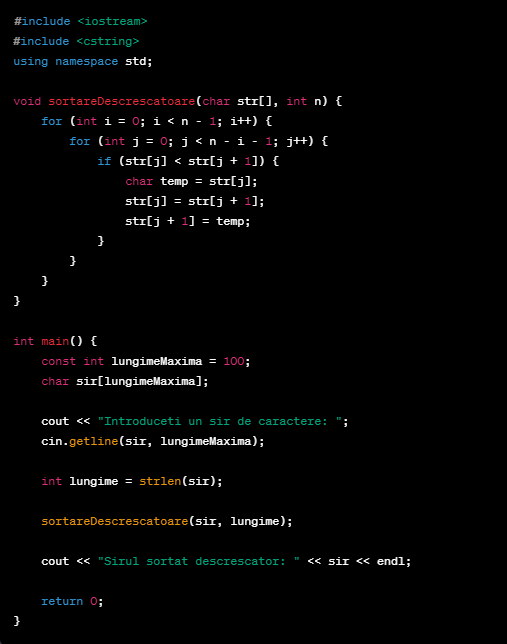 #include <iostream>
#include <cstring>
using namespace std;

void sortareDescrescatoare(char str[], int n) {
    for (int i = 0; i < n - 1; i++) {
        for (int j = 0; j < n - i - 1; j++) {
            if (str[j] < str[j + 1]) {
                char temp = str[j];
                str[j] = str[j + 1];
                str[j + 1] = temp;
            }
        }
    }
}

int main() {
    const int lungimeMaxima = 100;
    char sir[lungimeMaxima];

    cout << "Introduceti un sir de caractere: ";
    cin.getline(sir, lungimeMaxima);

    int lungime = strlen(sir);

    sortareDescrescatoare(sir, lungime);

    cout << "Sirul sortat descrescator: " << sir << endl;

    return 0;
}